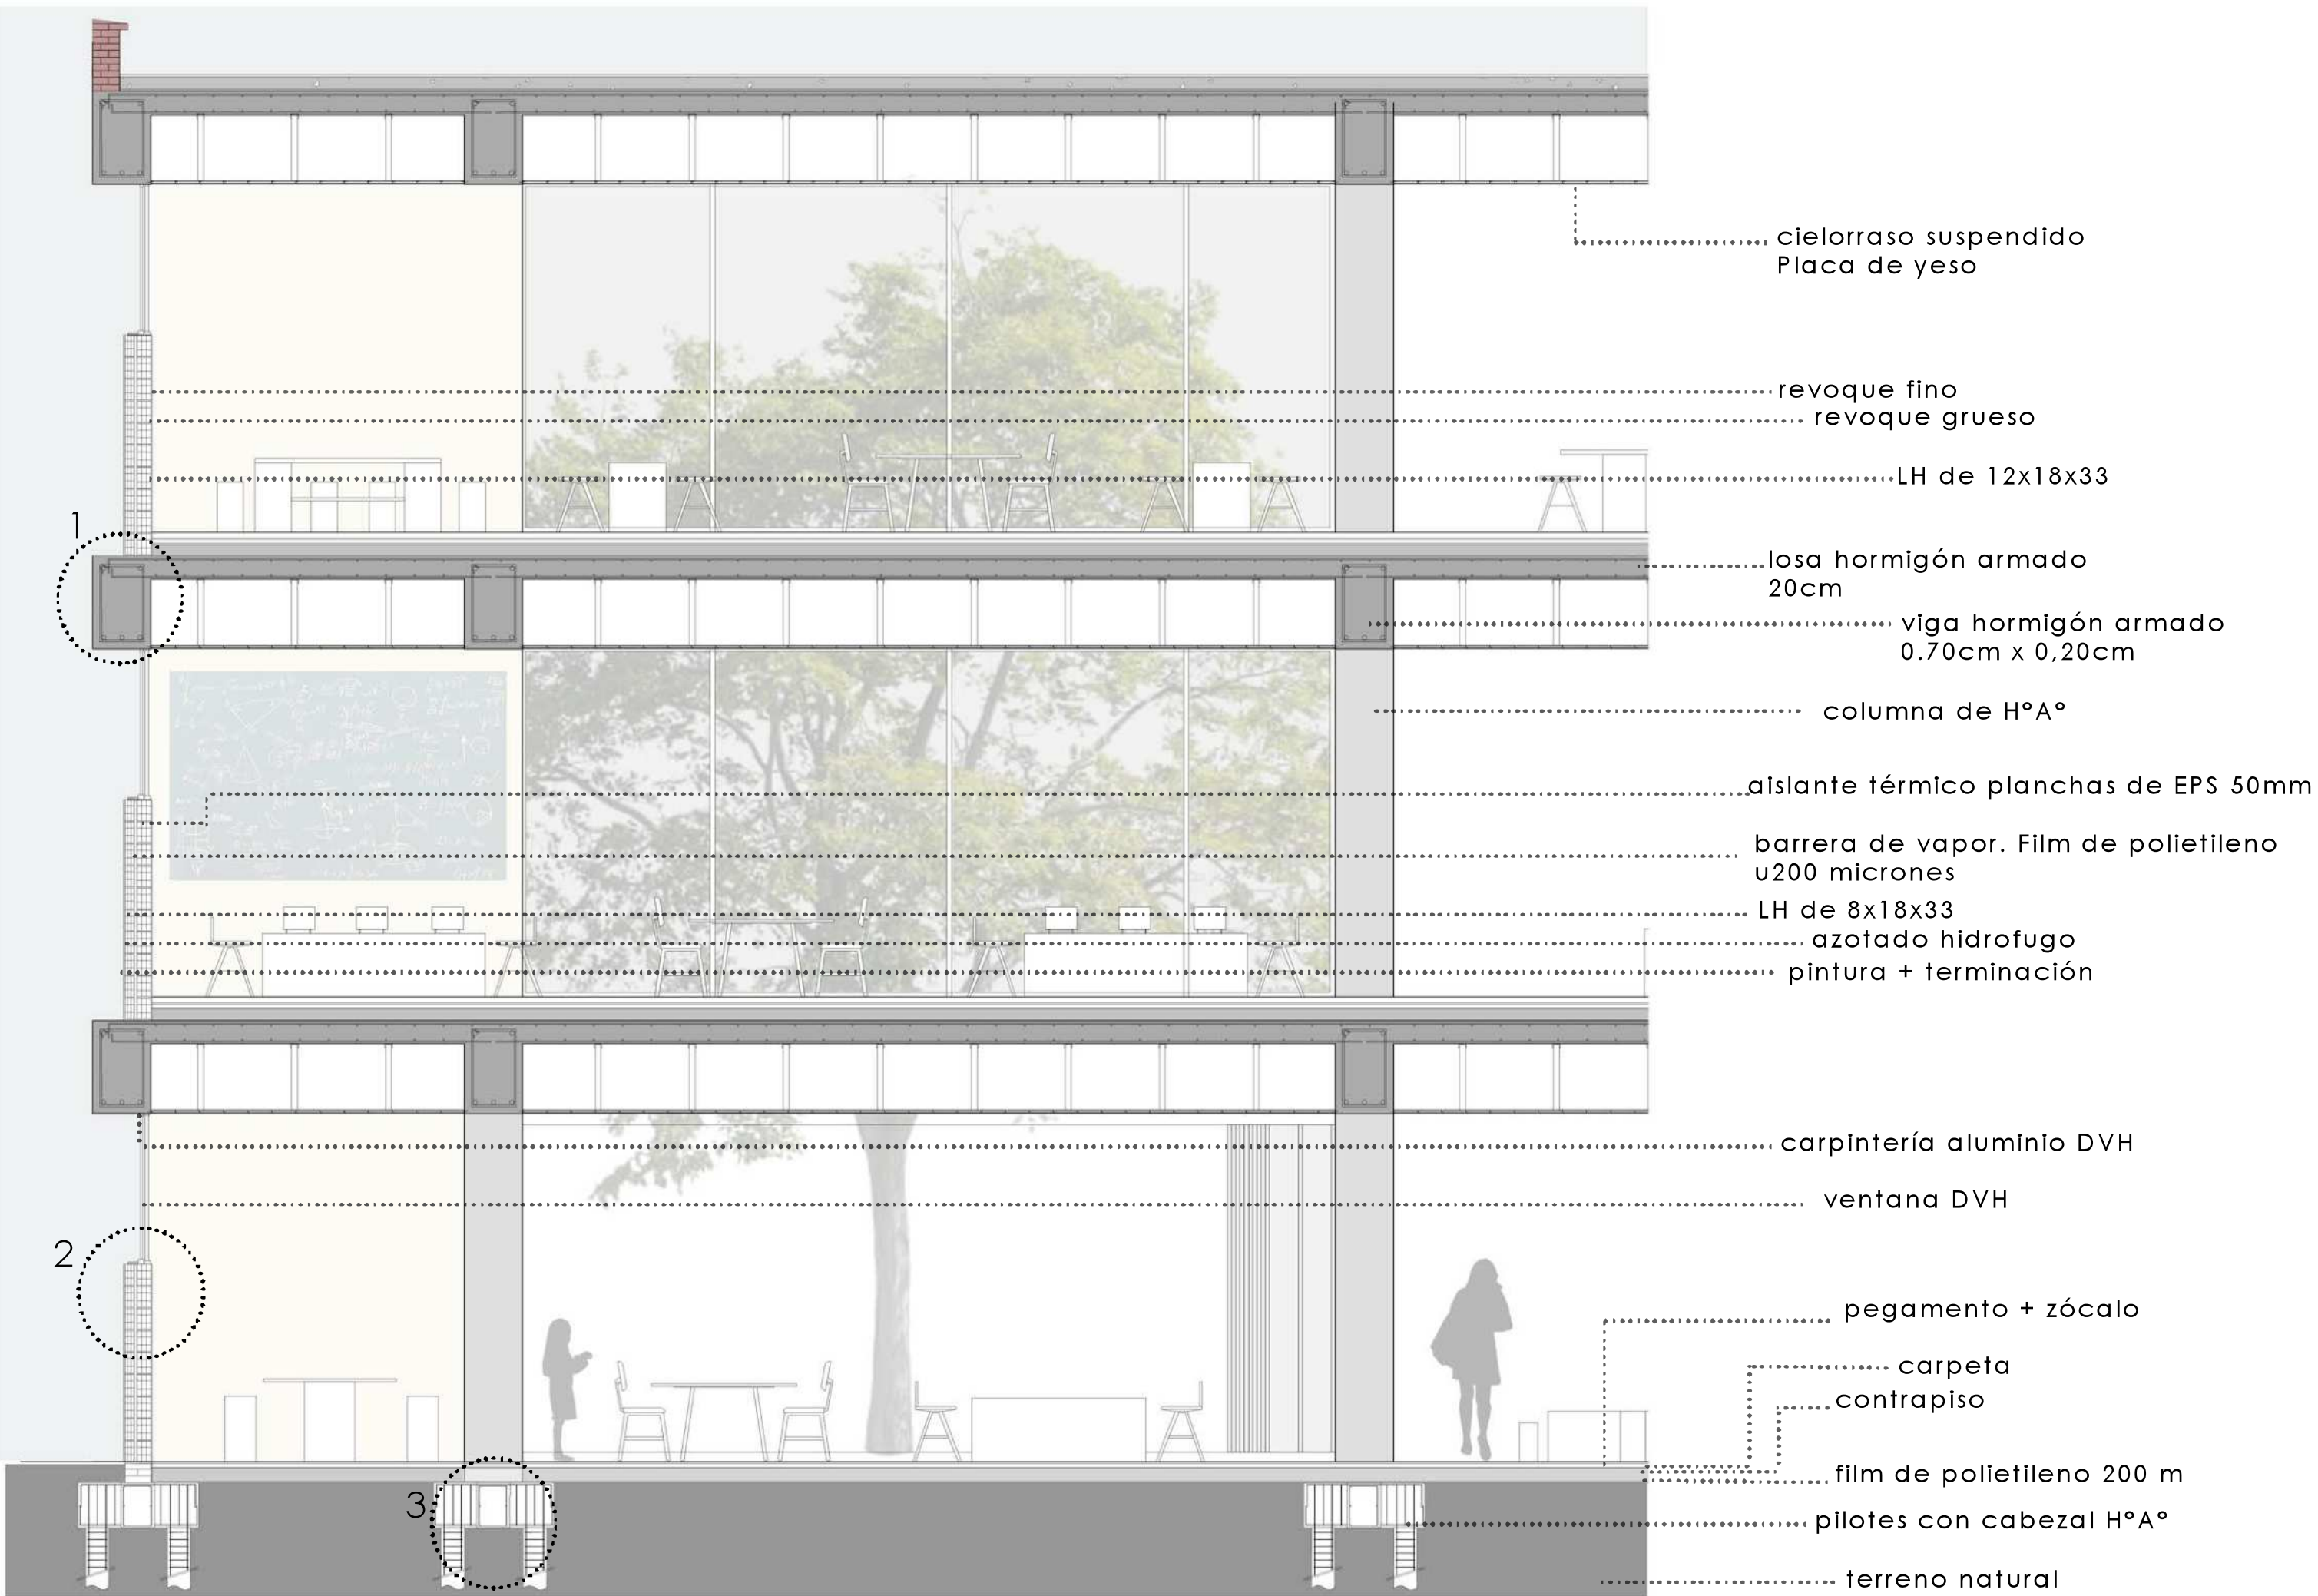 cielorraso suspendido
Placa de yeso
revoque fino
revoque grueso
LH de 12x18x33
1
losa hormigón armado
20cm
viga hormigón armado
0.70cm x 0,20cm
columna de H°A°
aislante térmico planchas de EPS 50mm
barrera de vapor. Film de polietileno
u200 micrones
LH de 8x18x33
azotado hidrofugo
pintura + terminación
carpintería aluminio DVH
ventana DVH
2
pegamento + zócalo
carpeta
contrapiso
film de polietileno 200 m
3
pilotes con cabezal H°A°
terreno natural